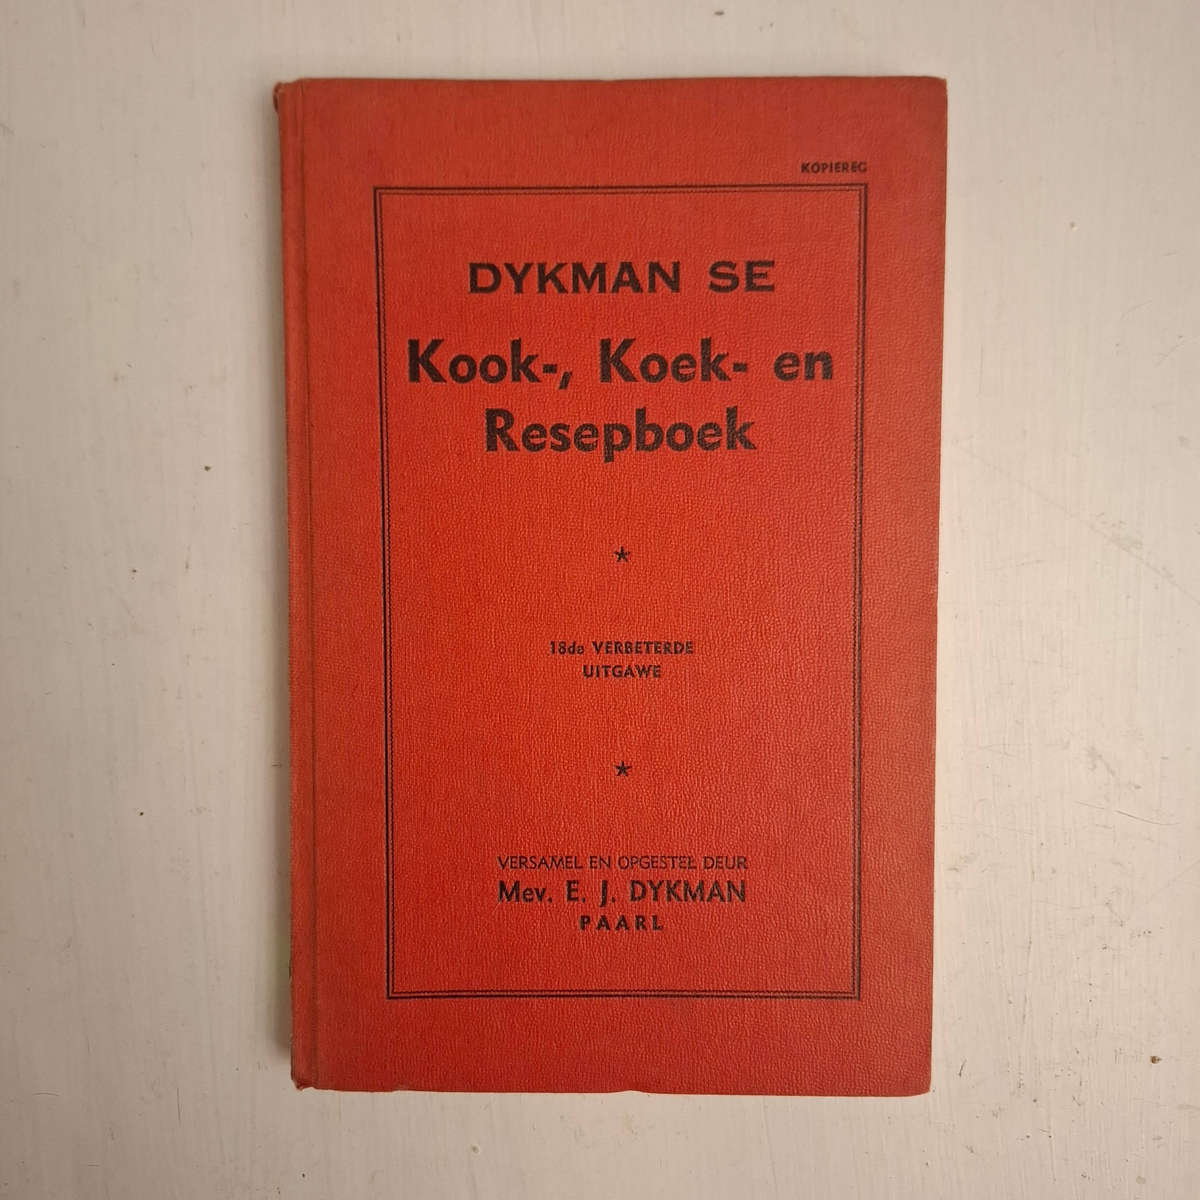 KOPIEREG
DYKMAN SE
Kook-, Koek- en
Resepboek
18de VERBETERDE
UITGAWE
VERSAMEL EN OPGESTEL DEUR
Mev. E. J. DYKMAN
PAARL